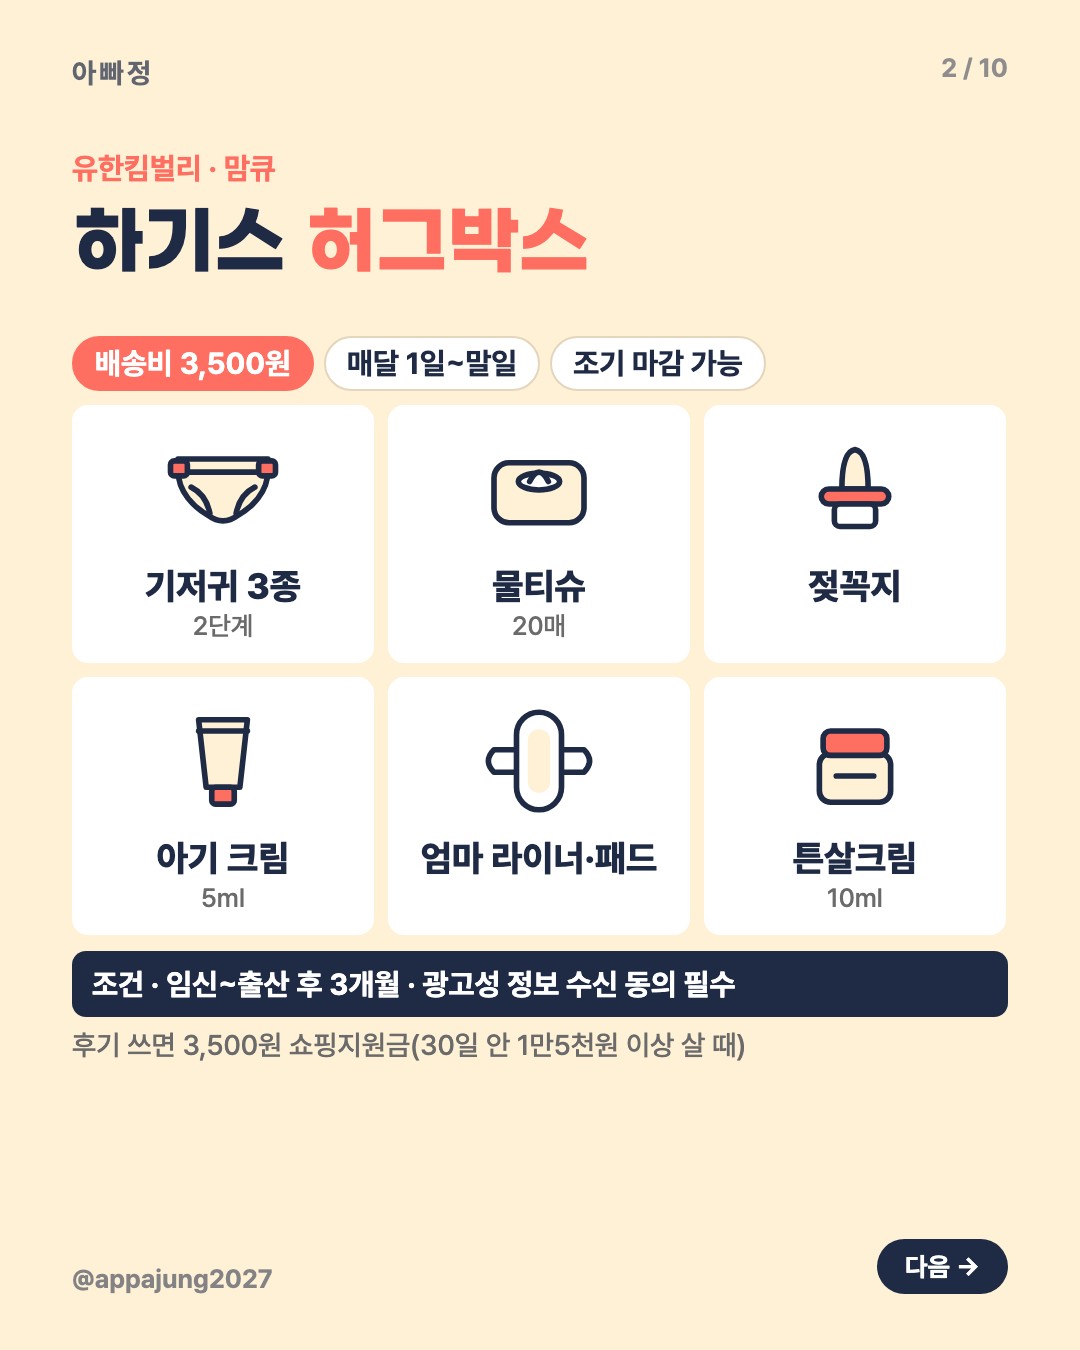 아빠정
2 / 10
유한킴벌리 · 맘큐
하기스 허그박스
배송비 3,500원
매달 1일~말일
조기 마감 가능
기저귀 3종
2단계
물티슈
20매
젖꼭지
아기 크림
5ml
엄마 라이너·패드
튼살크림
10ml
조건 · 임신~출산 후 3개월 · 광고성 정보 수신 동의 필수
후기 쓰면 3,500원 쇼핑지원금(30일 안 1만5천원 이상 살 때)
@appajung2027
다음 →